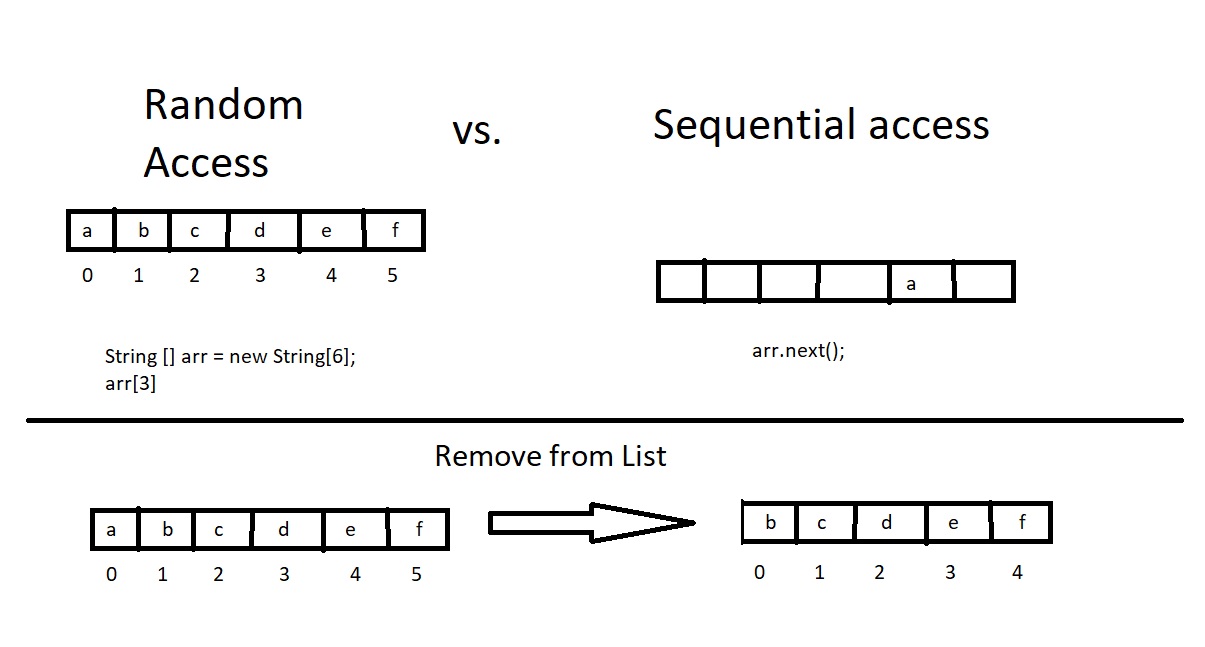 Random
Access
vs.
Sequential access
a b c d e f
0 1 2 3 4 5
a
String [] arr = new String[6];
arr[3]
arr.next();
Remove from List
a b c d e f
0 1 2 3 4 5
b c d e f
0 1 2 3 4